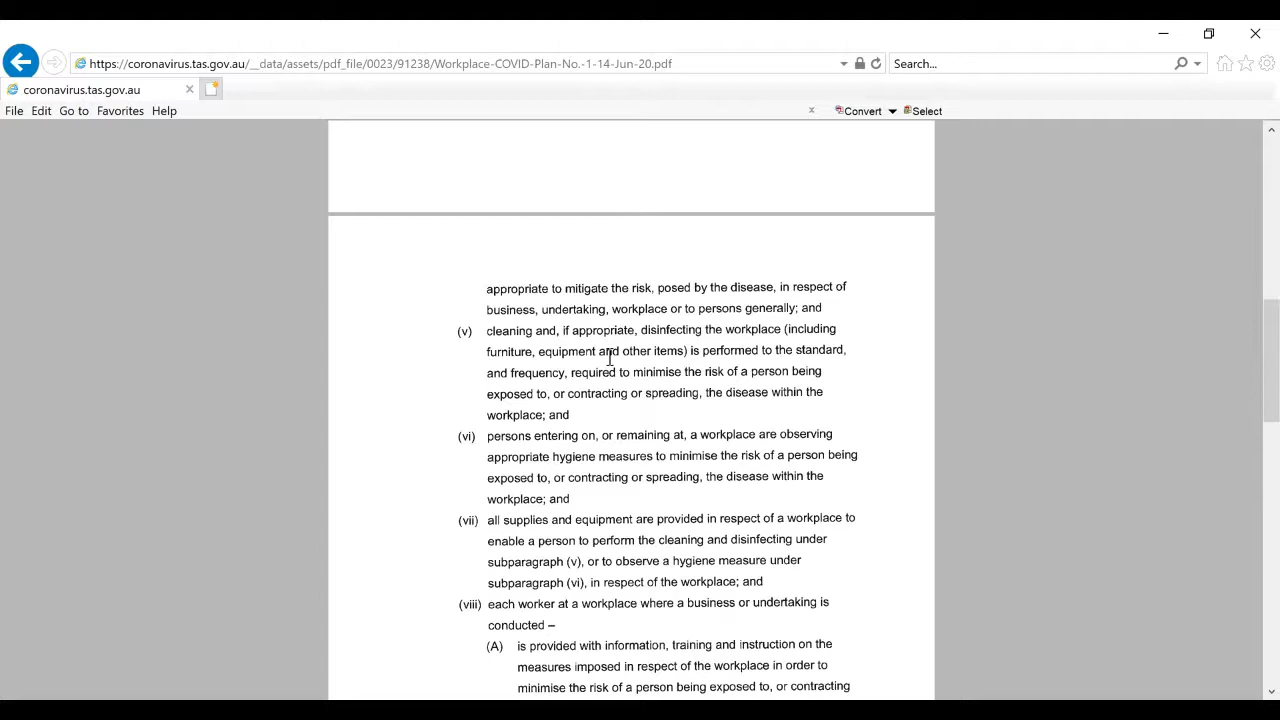 https://coronavirus.tas.gov.au/__data/assets/pdf_file/0023/91238/Workplace-COVID-Plan-No.-1-14-Jun-20.pdf
Search...
coronavirus.tas.gov.au
File Edit Go to Favorites Help
x Convert Select
appropriate to mitigate the risk, posed by the disease, in respect of
business, undertaking, workplace or to persons generally; and
(v) cleaning and, if appropriate, disinfecting the workplace (including
furniture, equipment and other items) is performed to the standard,
and frequency, required to minimise the risk of a person being
exposed to, or contracting or spreading, the disease within the
workplace; and
(vi) persons entering on, or remaining at, a workplace are observing
appropriate hygiene measures to minimise the risk of a person being
exposed to, or contracting or spreading, the disease within the
workplace; and
(vii) all supplies and equipment are provided in respect of a workplace to
enable a person to perform the cleaning and disinfecting under
subparagraph (v), or to observe a hygiene measure under
subparagraph (vi), in respect of the workplace; and
(viii) each worker at a workplace where a business or undertaking is
conducted –
(A) is provided with information, training and instruction on the
measures imposed in respect of the workplace in order to
minimise the risk of a person being exposed to, or contracting